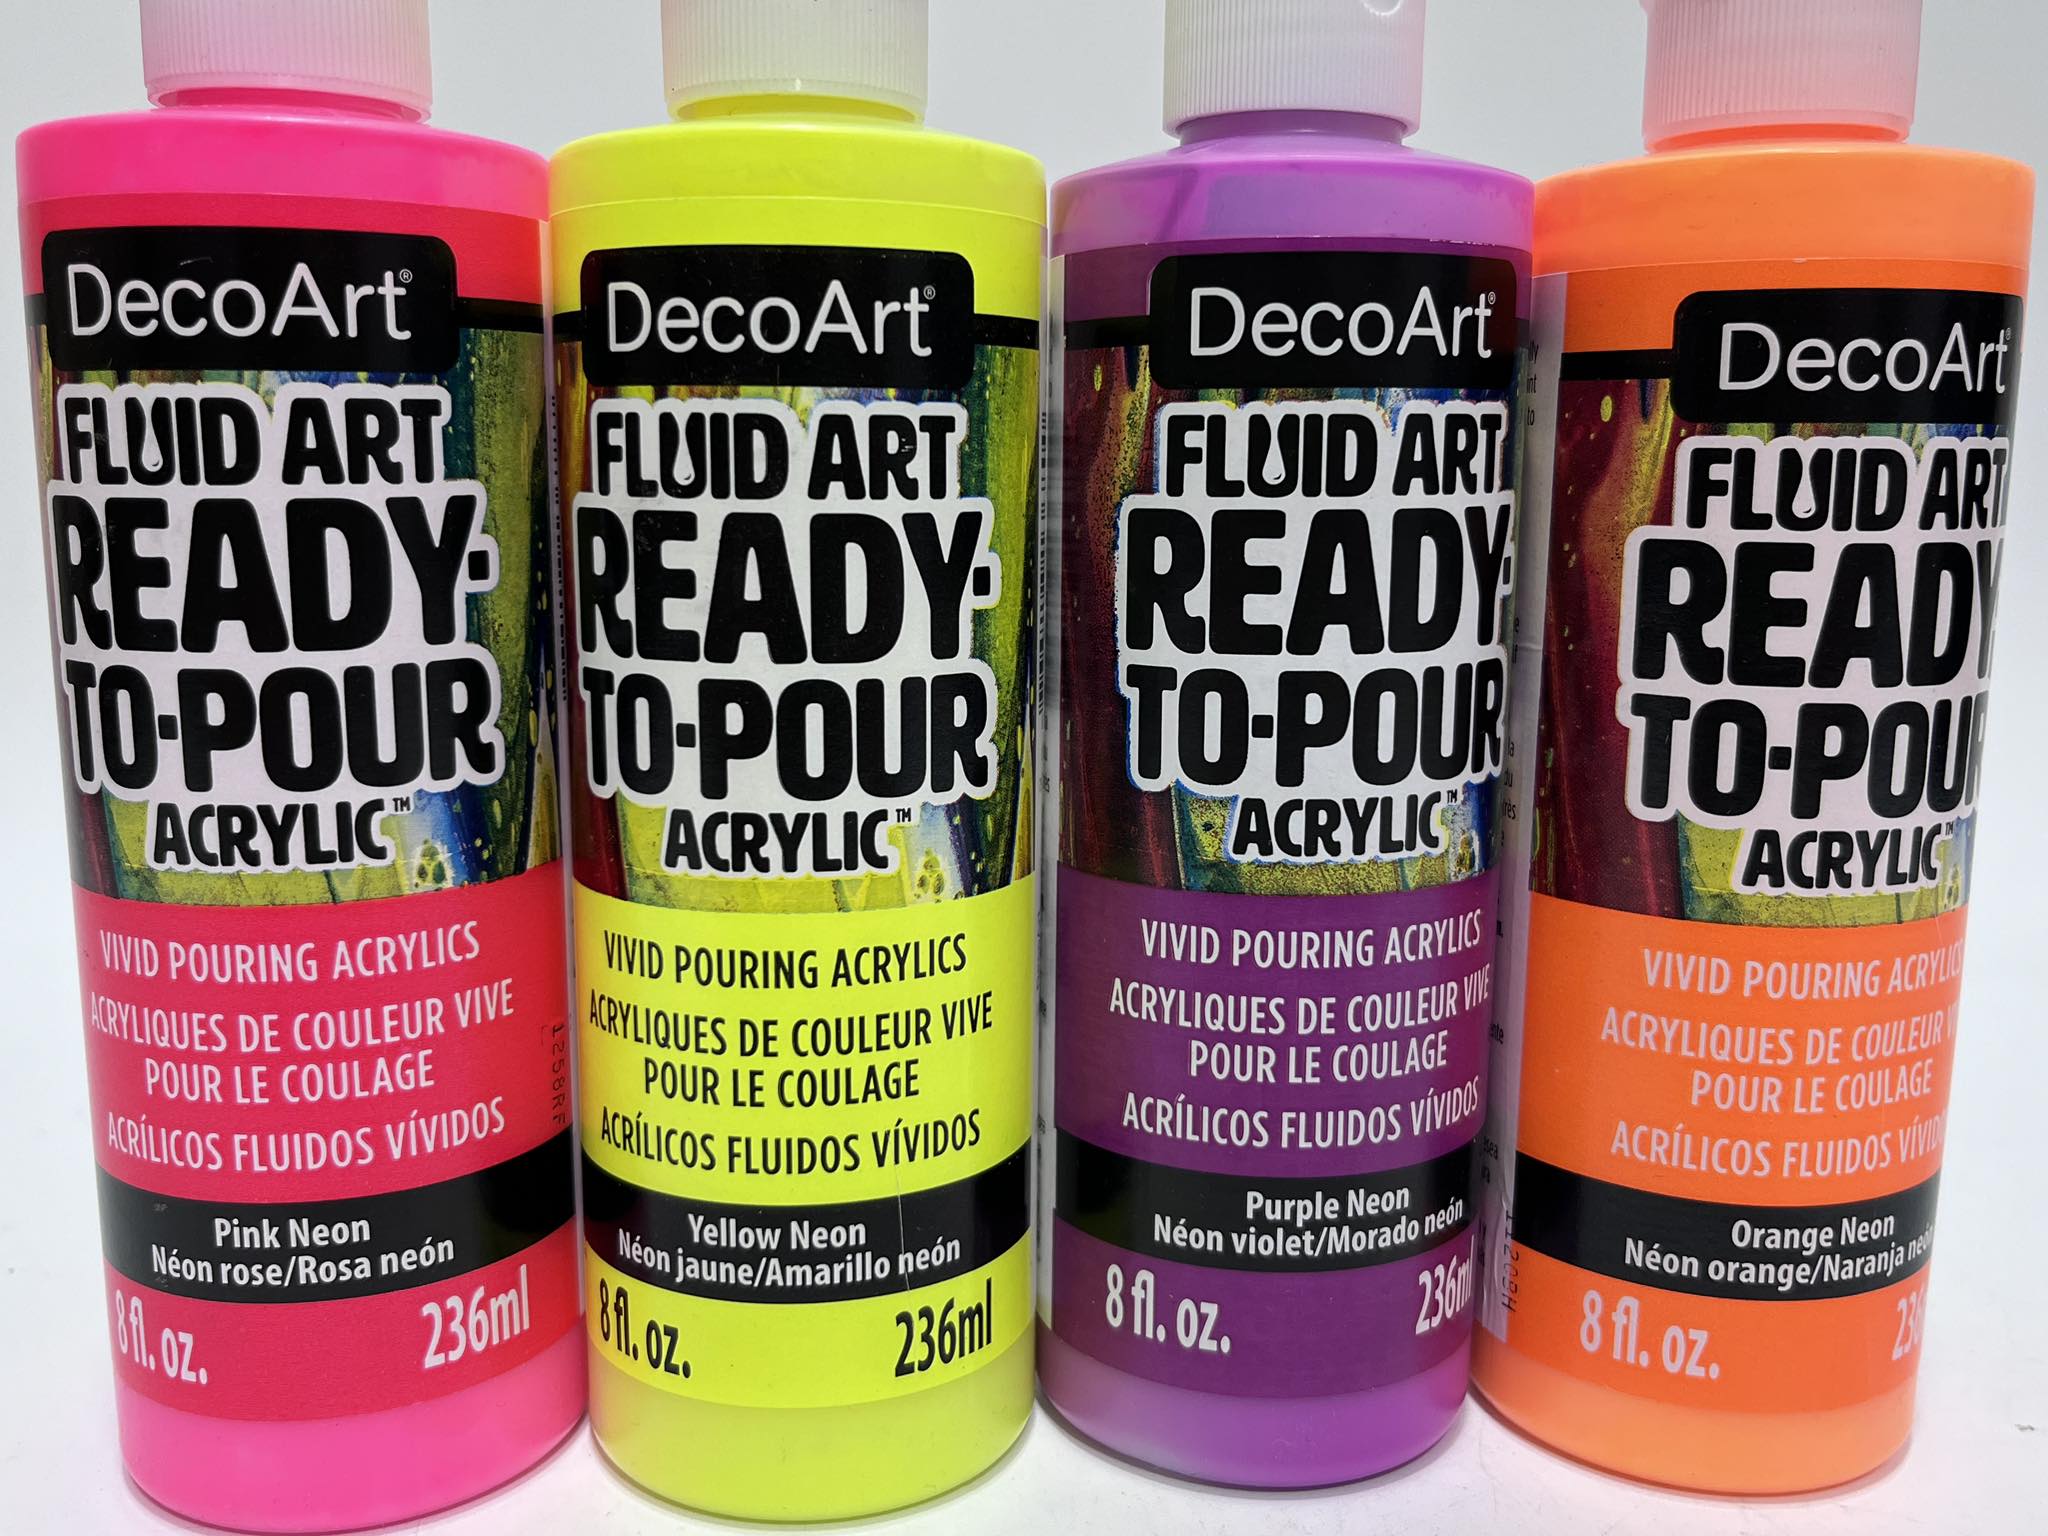 DecoArt®
FLUID ART
READY-
TO-POUR
ACRYLIC™
VIVID POURING ACRYLICS
ACRYLIQUES DE COULEUR VIVE
POUR LE COULAGE
ACRÍLICOS FLUIDOS VÍVIDOS
Pink Neon
Néon rose/Rosa neón
8 fl. oz. 236ml
1258RF
DecoArt®
FLUID ART
READY-
TO-POUR
ACRYLIC™
VIVID POURING ACRYLICS
ACRYLIQUES DE COULEUR VIVE
POUR LE COULAGE
ACRÍLICOS FLUIDOS VÍVIDOS
Yellow Neon
Néon jaune/Amarillo neón
8 fl. oz. 236ml
DecoArt®
FLUID ART
READY-
TO-POUR
ACRYLIC™
VIVID POURING ACRYLICS
ACRYLIQUES DE COULEUR VIVE
POUR LE COULAGE
ACRÍLICOS FLUIDOS VÍVIDOS
Purple Neon
Néon violet/Morado neón
8 fl. oz. 236ml
DecoArt®
FLUID ART
READY-
TO-POUR
ACRYLIC™
VIVID POURING ACRYLICS
ACRYLIQUES DE COULEUR
POUR LE COULAGE
ACRÍLICOS FLUIDOS
Orange Neon
Néon orange/Naranja neón
8 fl. oz. 236